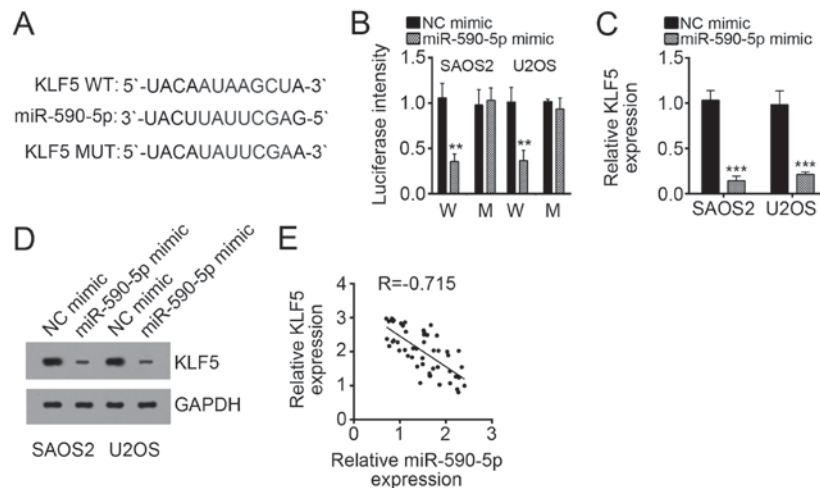 A
KLF5 WT: 5`-UACAAUAAGCUA-3`
miR-590-5p: 3`-UACUUAUUCGAG-5`
KLF5 MUT: 5`-UACAUAUUCGAA-3`
B
NC mimic
miR-590-5p mimic
Luciferase intensity
1.5
1.0
0.5
0.0
SAOS2 U2OS
** **
W M W M
C
NC mimic
miR-590-5p mimic
Relative KLF5
expression
1.5
1.0
0.5
0.0
*** ***
SAOS2 U2OS
D
NC mimic
miR-590-5p mimic
NC mimic
miR-590-5p mimic
KLF5
GAPDH
SAOS2 U2OS
E
R=-0.715
Relative KLF5
expression
4
3
2
1
0
0 1 2 3
Relative miR-590-5p
expression